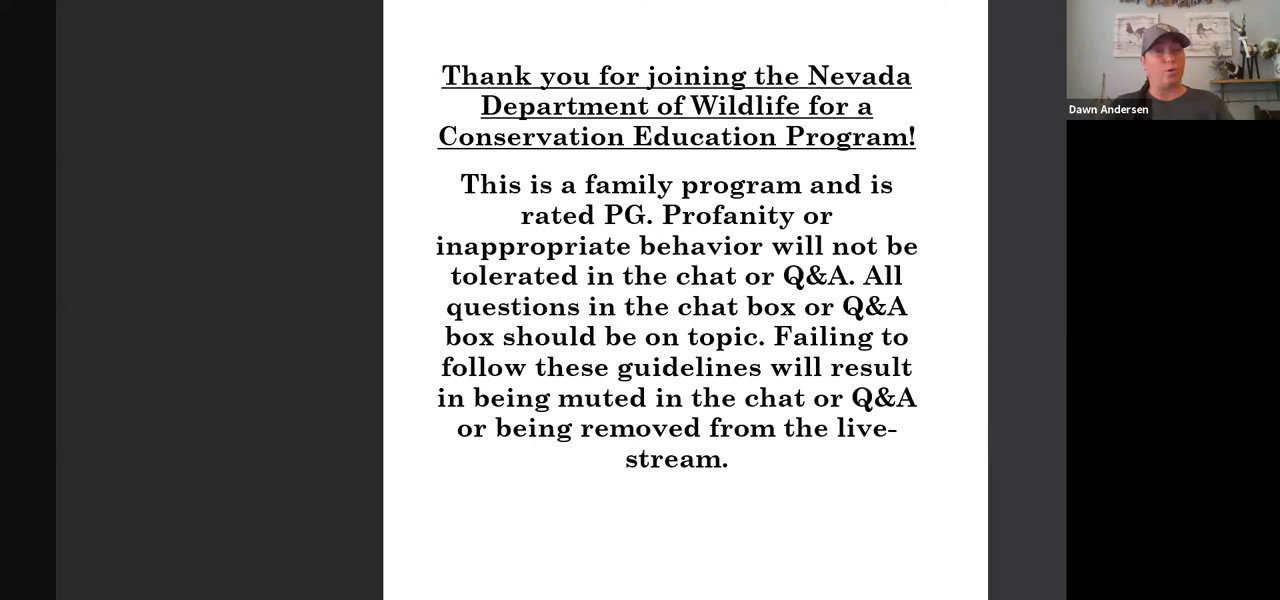 Thank you for joining the Nevada
Department of Wildlife for a
Conservation Education Program!
This is a family program and is
rated PG. Profanity or
inappropriate behavior will not be
tolerated in the chat or Q&A. All
questions in the chat box or Q&A
box should be on topic. Failing to
follow these guidelines will result
in being muted in the chat or Q&A
or being removed from the live-
stream.
Dawn Andersen